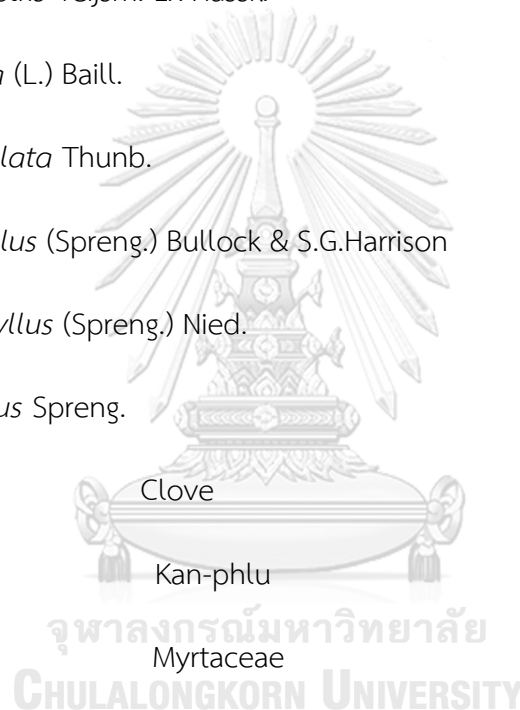 (L.) Baill.
lata Thunb.
lus (Spreng.) Bullock & S.G.Harrison
yllus (Spreng.) Nied.
us Spreng.
Clove
Kan-phlu
จุฬาลงกรณ์มหาวิทยาลัย
Myrtaceae
CHULALONGKORN UNIVERSITY